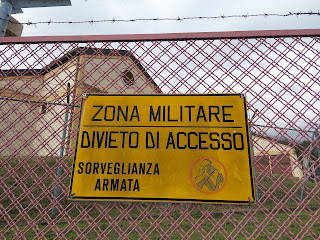 ZONA MILITARE
DIVIETO DI ACCESSO
SORVEGLIANZA
ARMATA